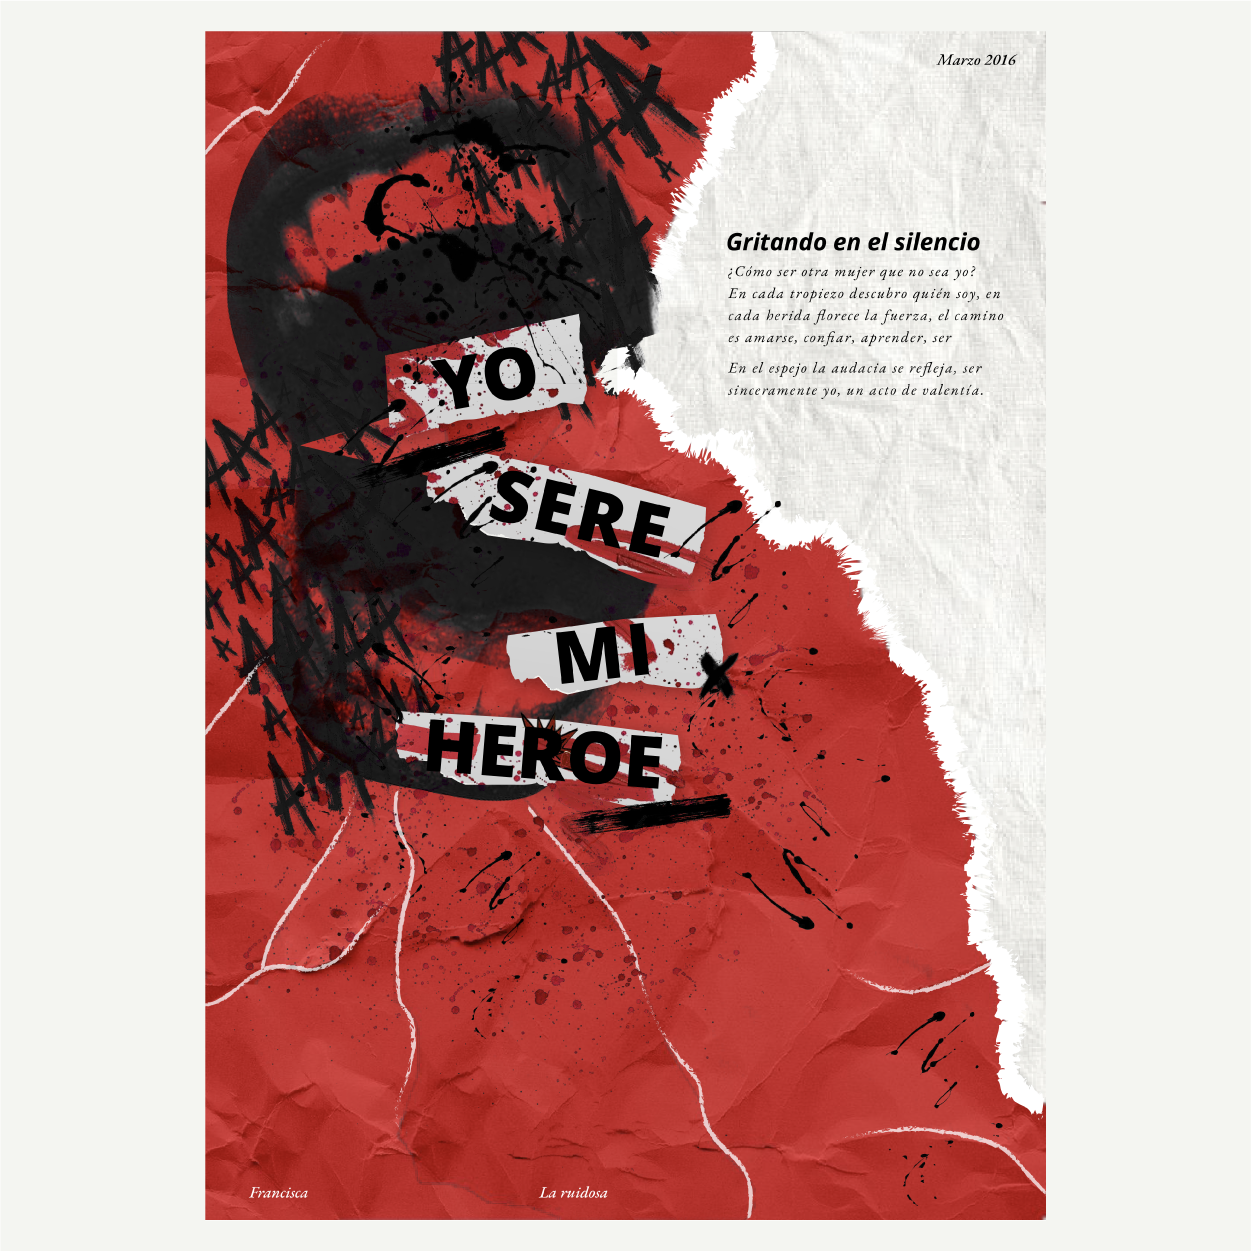 Marzo 2016
Gritando en el silencio
¿Cómo ser otra mujer que no sea yo?
En cada tropiezo descubro quién soy, en
cada herida florece la fuerza, el camino
es amarse, confiar, aprender, ser
En el espejo la audacia se refleja, ser
sinceramente yo, un acto de valentía.
YO
SERE
MI
HEROE
Francisca
La ruidosa